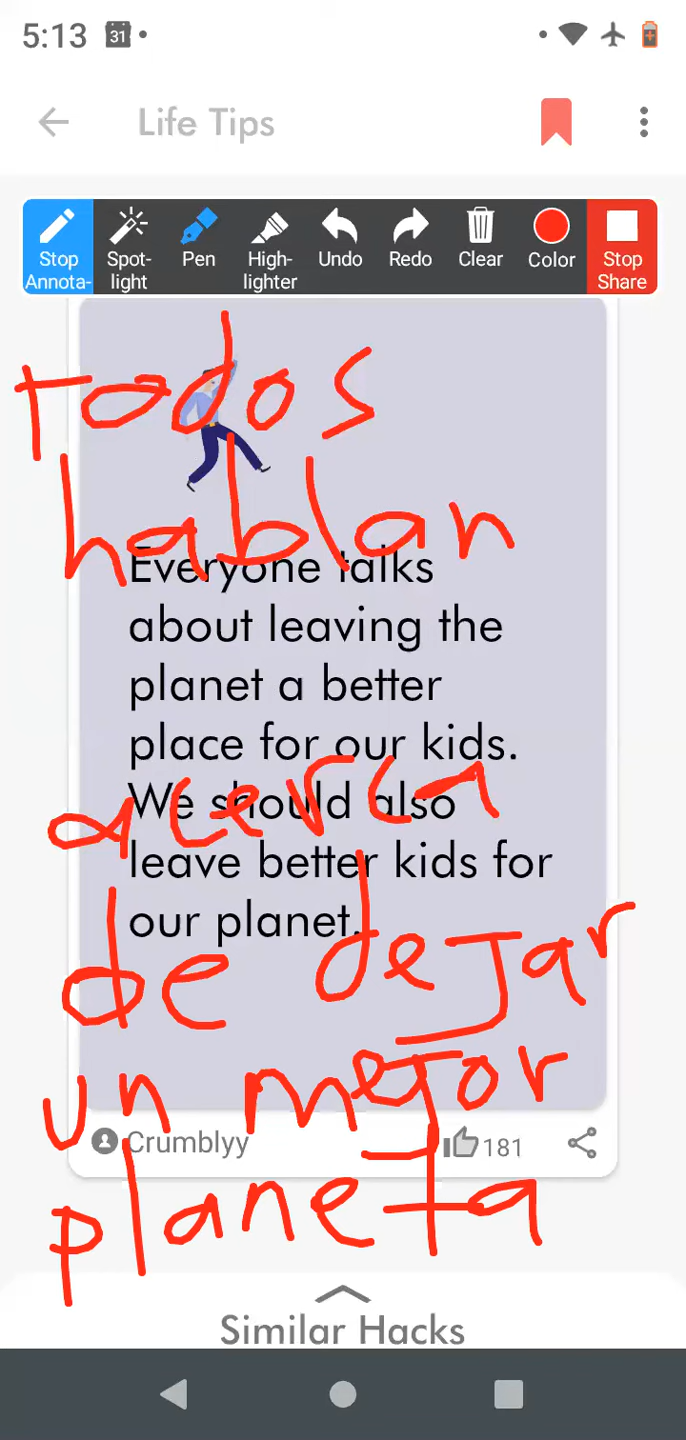 5:13 31
Life Tips
Stop Annota- Spot-light Pen High-lighter Undo Redo Clear Color Stop Share
todos
hablan
Everyone talks
about leaving the
planet a better
place for our kids.
acerca
We should also
leave better kids for
our planet.
de dejar
un mejor
Crumblyy 181
planeta
Similar Hacks